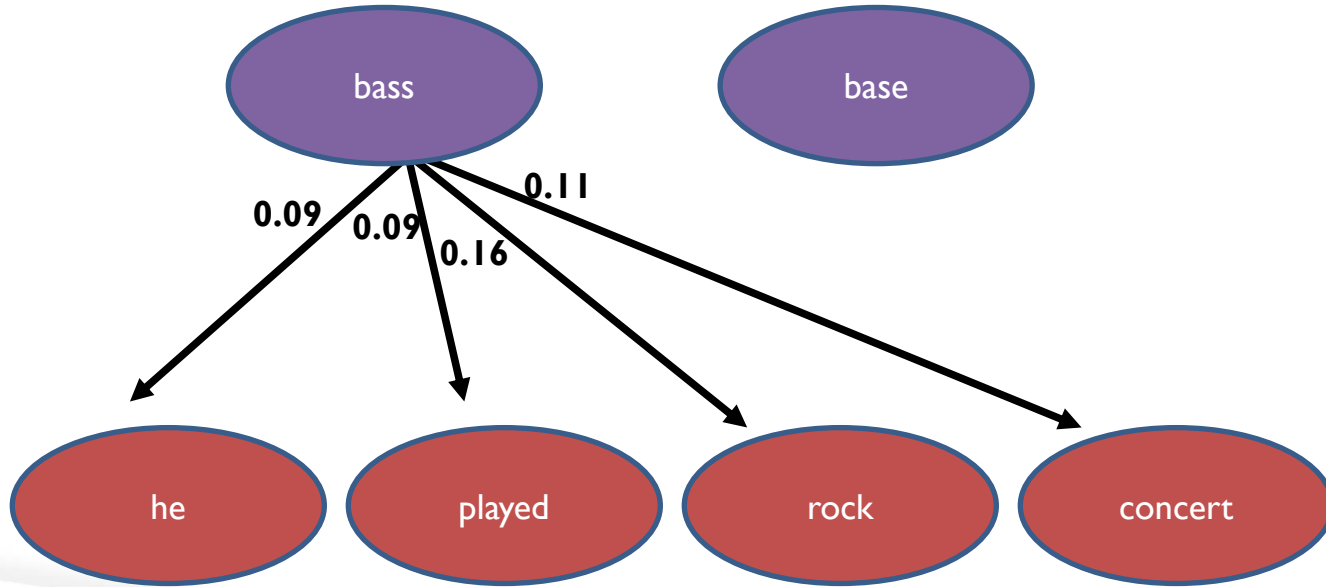 bass
base
0.09
0.09
0.16
0.11
he
played
rock
concert